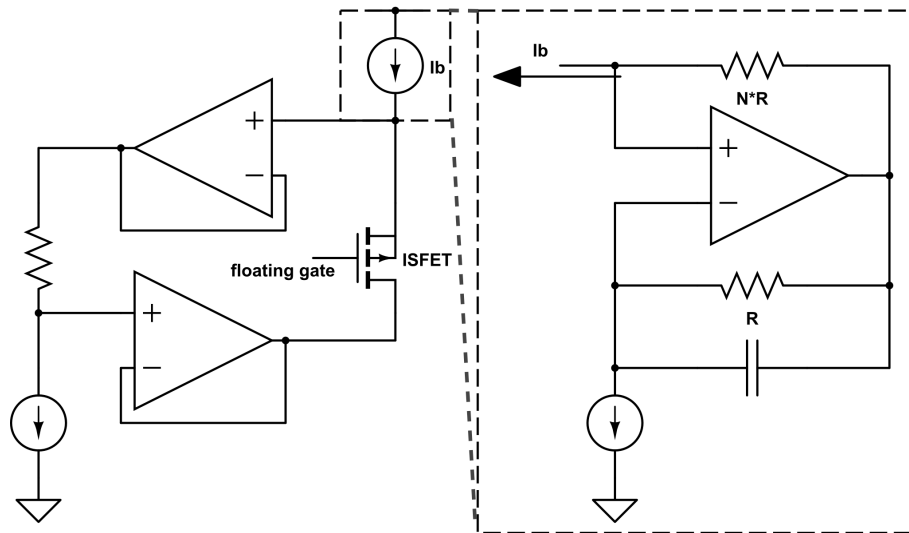 Ib
Ib
N*R
+
−
+
−
floating gate
ISFET
+
−
R